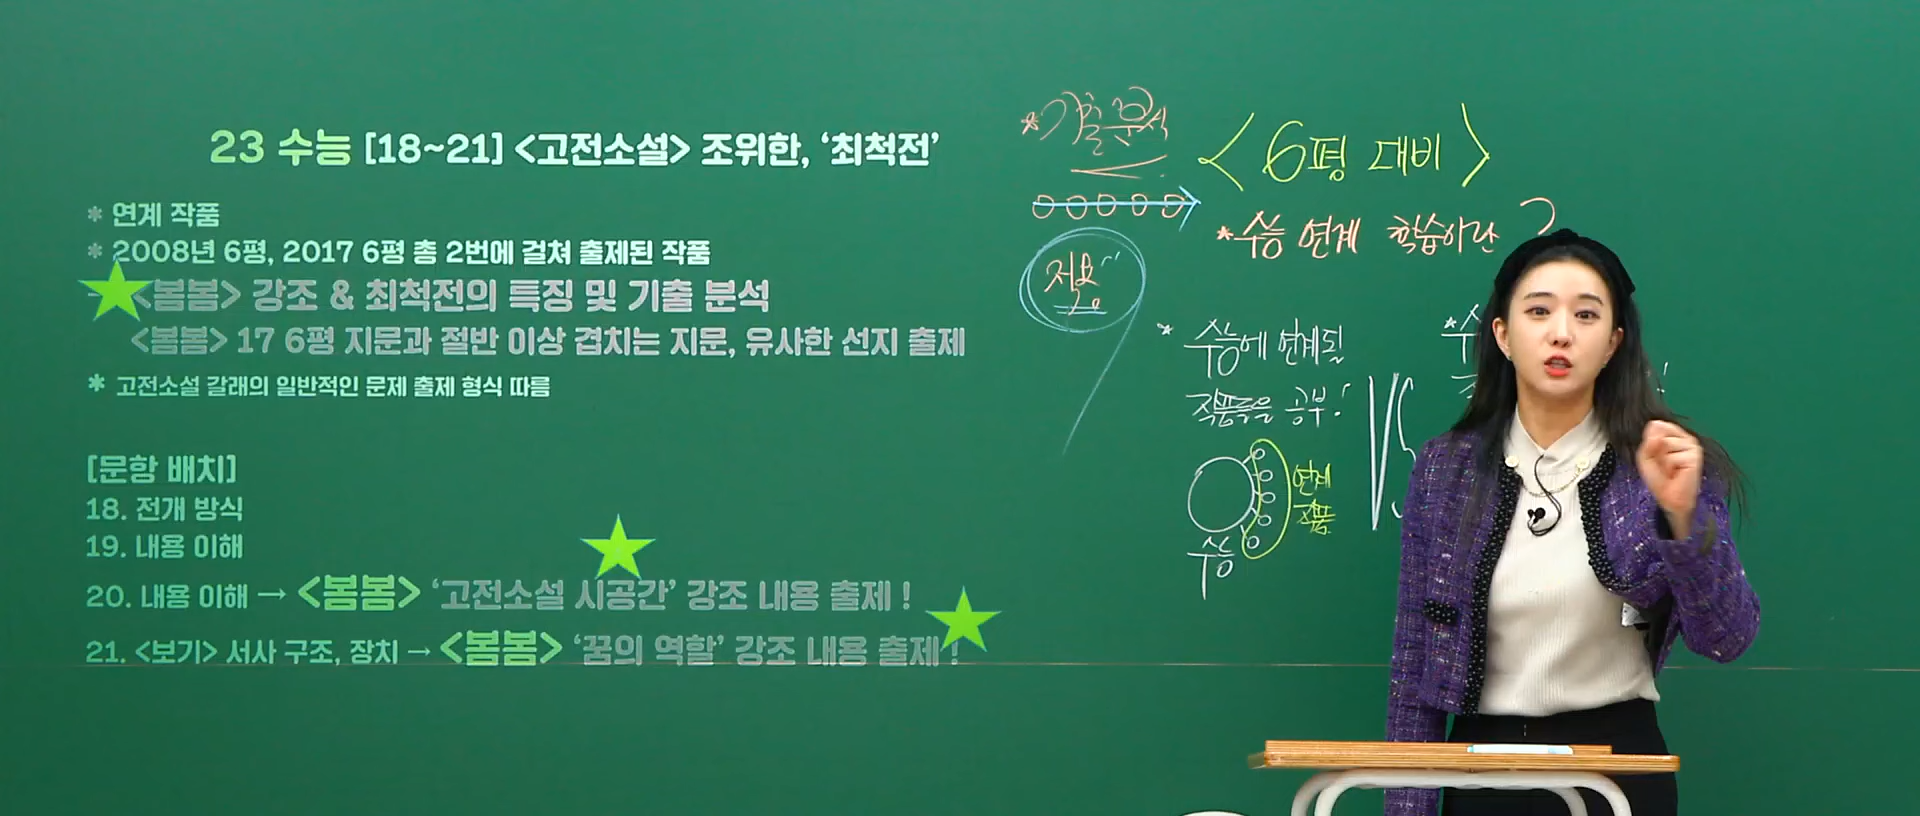 23 수능 [18~21] <고전소설> 조위한, ‘최척전’
* 연계 작품
* 2008년 6평, 2017 6평 총 2번에 걸쳐 출제된 작품
<봄봄> 강조 & 최척전의 특징 및 기출 분석
<봄봄> 17 6평 지문과 절반 이상 겹치는 지문, 유사한 선지 출제
* 고전소설 갈래의 일반적인 문제 출제 형식 따름
[문항 배치]
18. 전개 방식
19. 내용 이해
20. 내용 이해 → <봄봄> ‘고전소설 시공간’ 강조 내용 출제 !
21. <보기> 서사 구조, 장치 → <봄봄> ‘꿈의 역할’ 강조 내용 출제 !
*기출 분석
적용
<6평 대비>
*수능 연계 학습이란?
* 수능에 연계될
작품들을 공부!
VS
연계
작품
수능